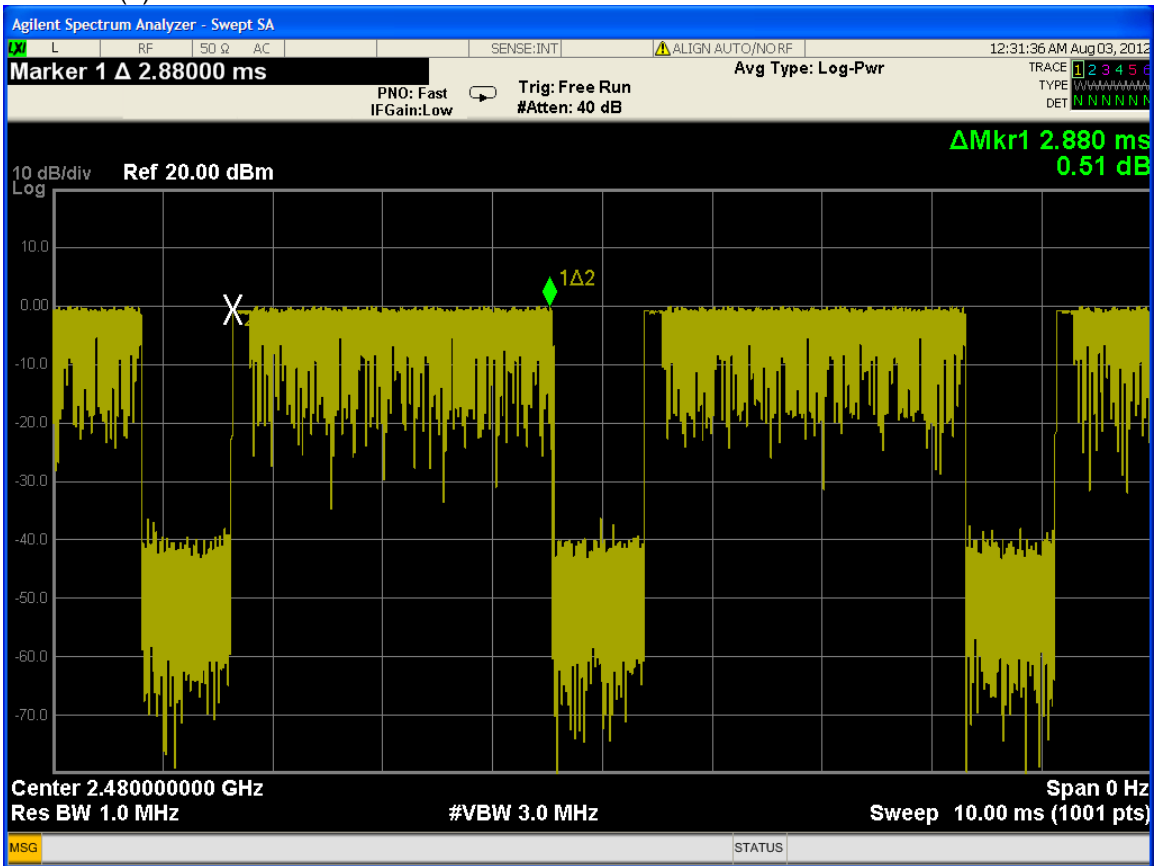 Agilent Spectrum Analyzer - Swept SA
LXI L RF 50 Ω AC SENSE:INT ALIGN AUTO/NO RF 12:31:36 AM Aug 03, 2012
Marker 1 Δ 2.88000 ms
PNO: Fast
IFGain:Low
Trig: Free Run
#Atten: 40 dB
Avg Type: Log-Pwr
TRACE 1 2 3 4 5 6
TYPE
DET N N N N N N
ΔMkr1 2.880 ms
0.51 dB
10 dB/div Ref 20.00 dBm
Log
10.0
0.00
-10.0
-20.0
-30.0
-40.0
-50.0
-60.0
-70.0
X2
1Δ2
Center 2.480000000 GHz Span 0 Hz
Res BW 1.0 MHz #VBW 3.0 MHz Sweep 10.00 ms (1001 pts)
MSG STATUS